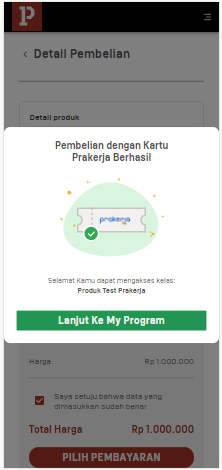 Detail Pembelian
Detail produk
Pembelian dengan Kartu
Prakerja Berhasil
prakerja
Selamat Kamu dapat mengakses kelas:
Produk Test Prakerja
Lanjut Ke My Program
Harga Rp 1.000.000
Saya setuju bahwa data yang
dimasukkan sudah benar
Total Harga Rp 1.000.000
PILIH PEMBAYARAN